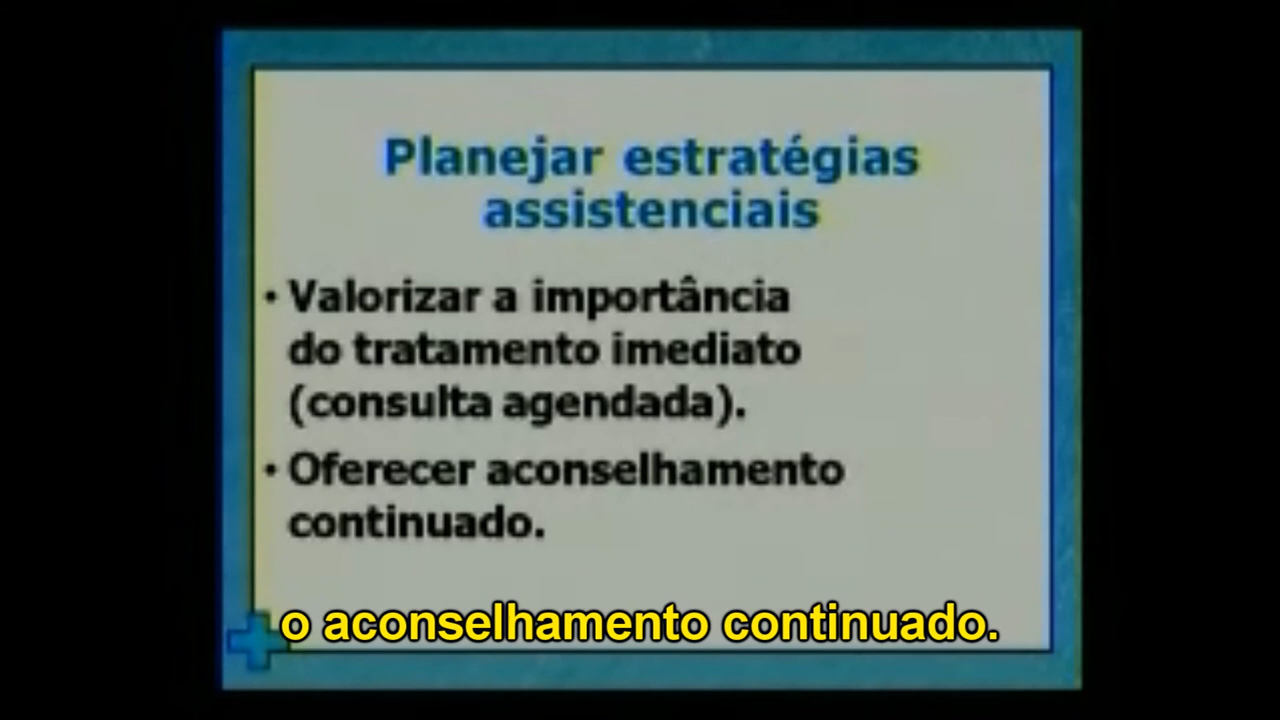 Planejar estratégias
assistenciais
• Valorizar a importância
do tratamento imediato
(consulta agendada).
• Oferecer aconselhamento
continuado.
o aconselhamento continuado.